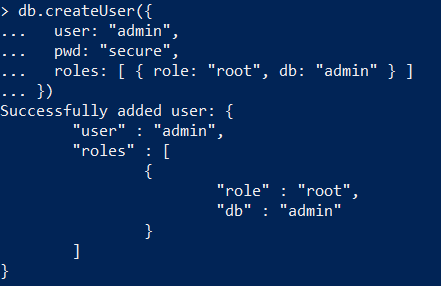 > db.createUser({
...   user: "admin",
...   pwd: "secure",
...   roles: [ { role: "root", db: "admin" } ]
... })
Successfully added user: {
        "user" : "admin",
        "roles" : [
                {
                        "role" : "root",
                        "db" : "admin"
                }
        ]
}